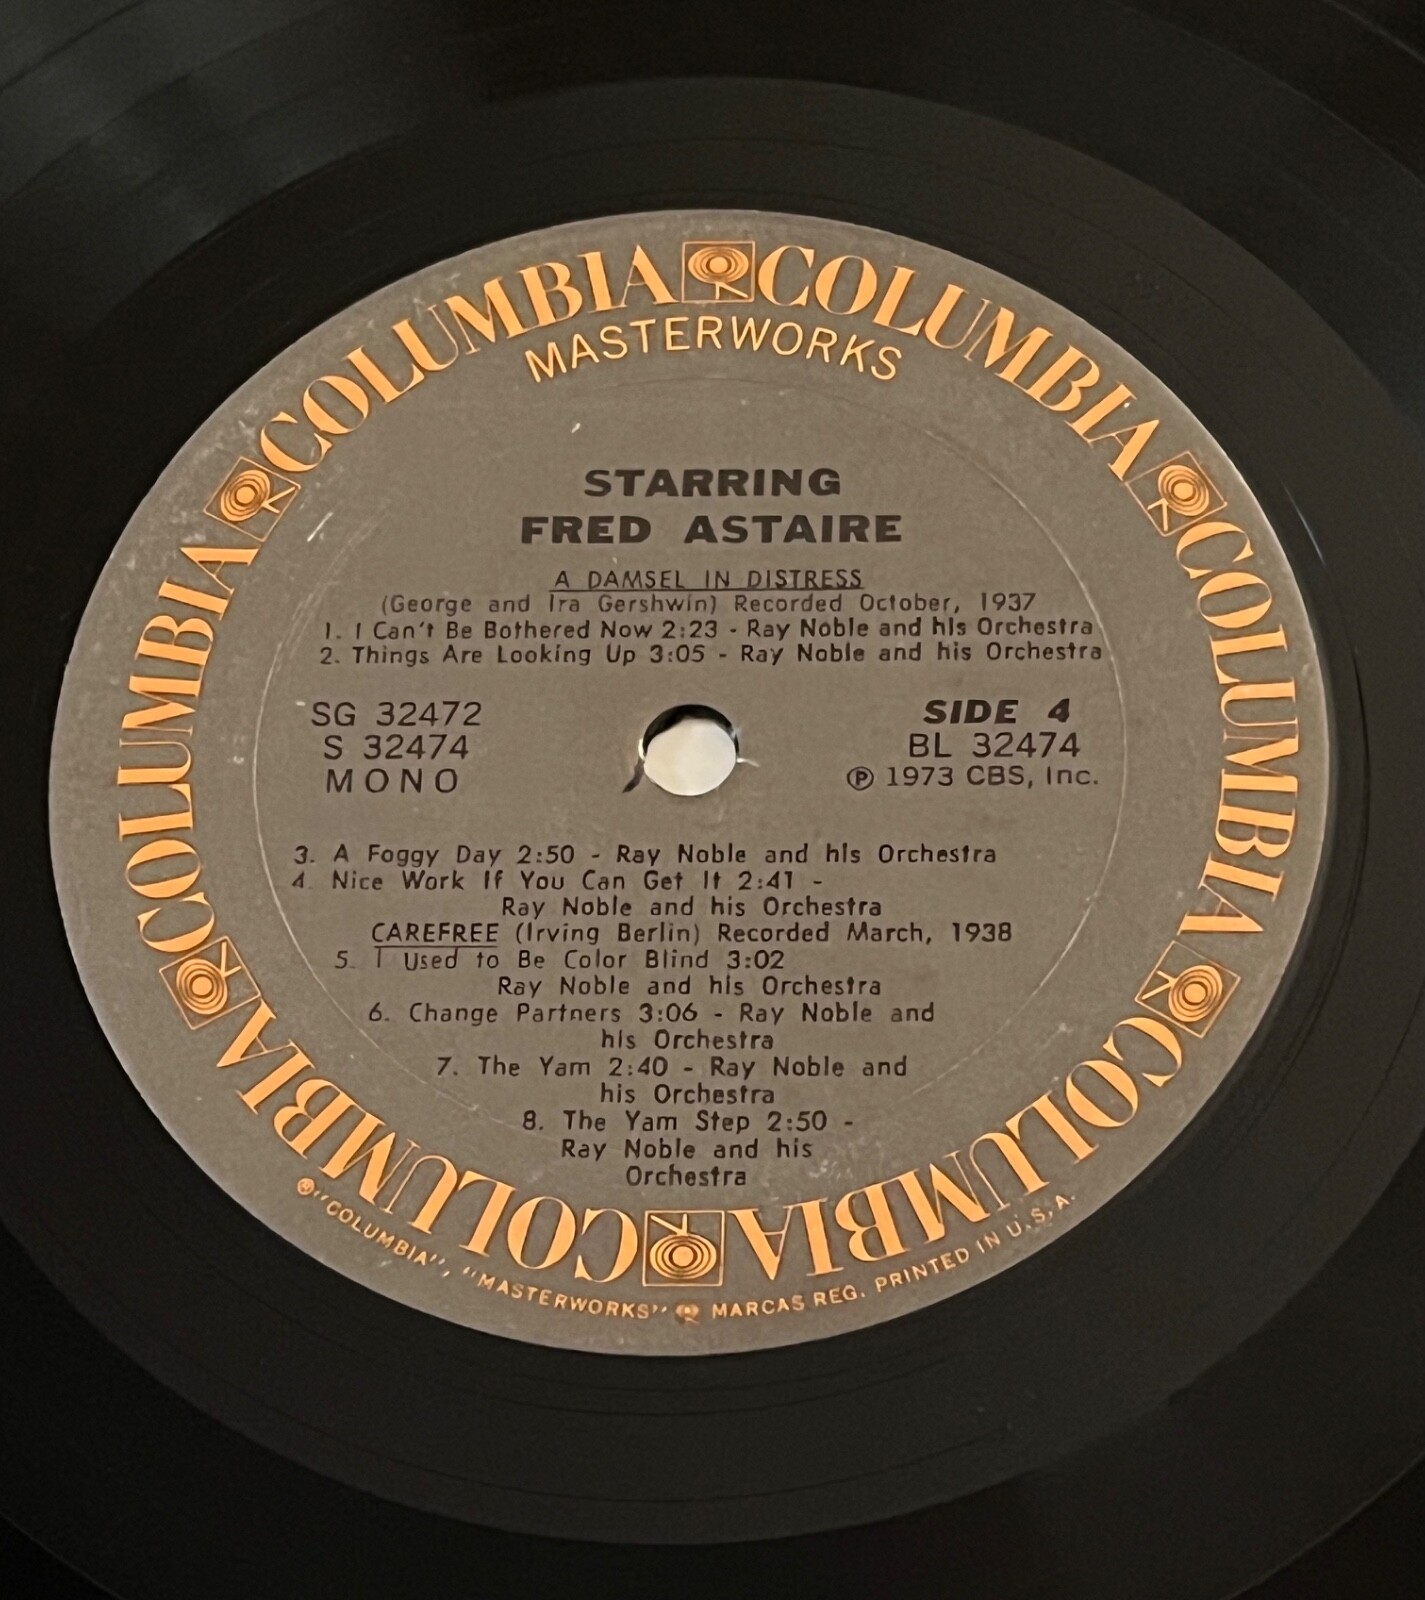 COLUMBIA COLUMBIA COLUMBIA COLUMBIA COLUMBIA COLUMBIA
MASTERWORKS
STARRING
FRED ASTAIRE
A DAMSEL IN DISTRESS
(George and Ira Gershwin) Recorded October, 1937
1. I Can't Be Bothered Now 2:23 - Ray Noble and his Orchestra
2. Things Are Looking Up 3:05 - Ray Noble and his Orchestra
SG 32472
S 32474
MONO
SIDE 4
BL 32474
℗ 1973 CBS, Inc.
3. A Foggy Day 2:50 - Ray Noble and his Orchestra
4. Nice Work If You Can Get It 2:41 -
Ray Noble and his Orchestra
CAREFREE (Irving Berlin) Recorded March, 1938
5. I Used to Be Color Blind 3:02
Ray Noble and his Orchestra
6. Change Partners 3:06 - Ray Noble and
his Orchestra
7. The Yam 2:40 - Ray Noble and
his Orchestra
8. The Yam Step 2:50 -
Ray Noble and his
Orchestra
® "COLUMBIA", "MASTERWORKS" MARCAS REG. PRINTED IN U.S.A.